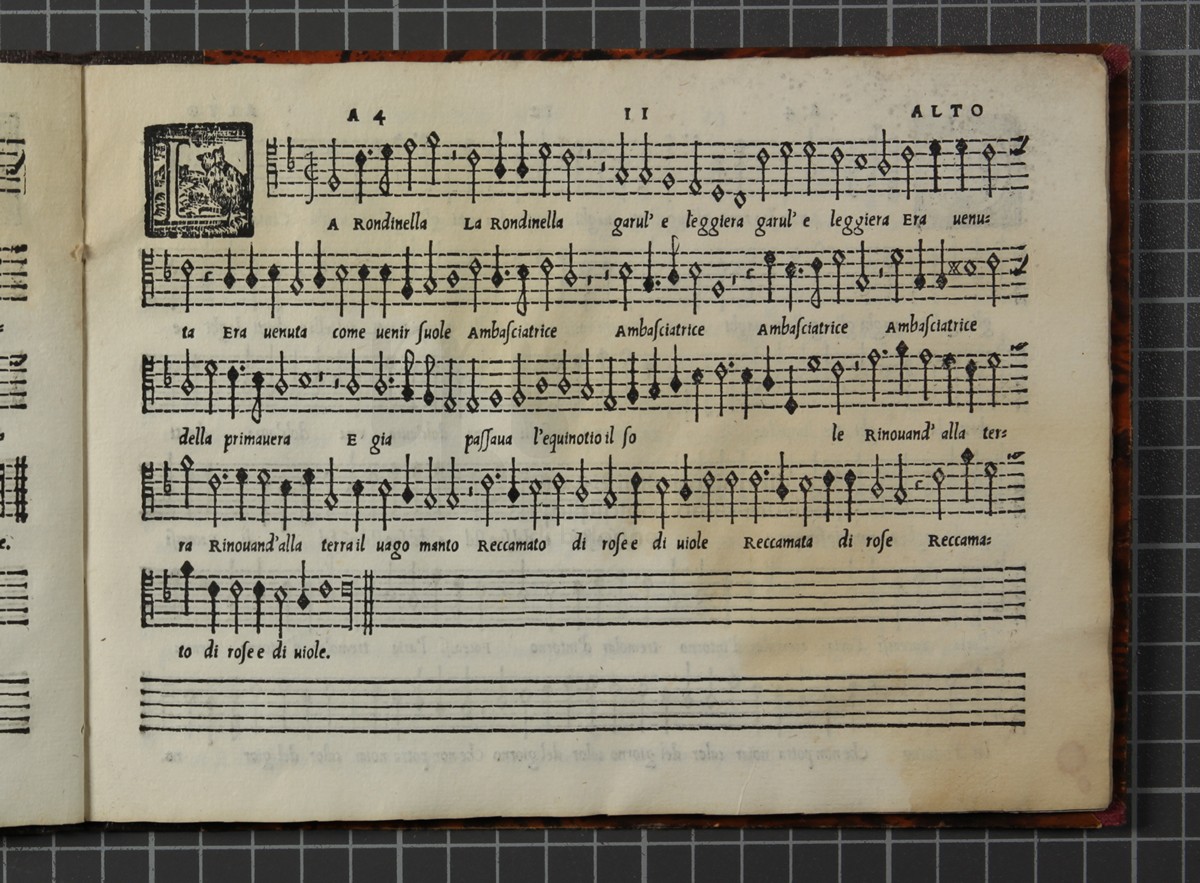 A 4 II ALTO
L
A Rondinella La Rondinella garul' e leggiera garul' e leggiera Era uenu:
ta Era uenuta come uenir ſuole Ambaſciatrice Ambaſciatrice Ambaſciatrice Ambaſciatrice
della primauera E gia paſſaua l'equinotio il ſo le Rinouand' alla ter:
ra Rinouand'alla terra il uago manto Reccamato di roſe e di uiole Reccamata di roſe Reccama:
to di roſe e di uiole.